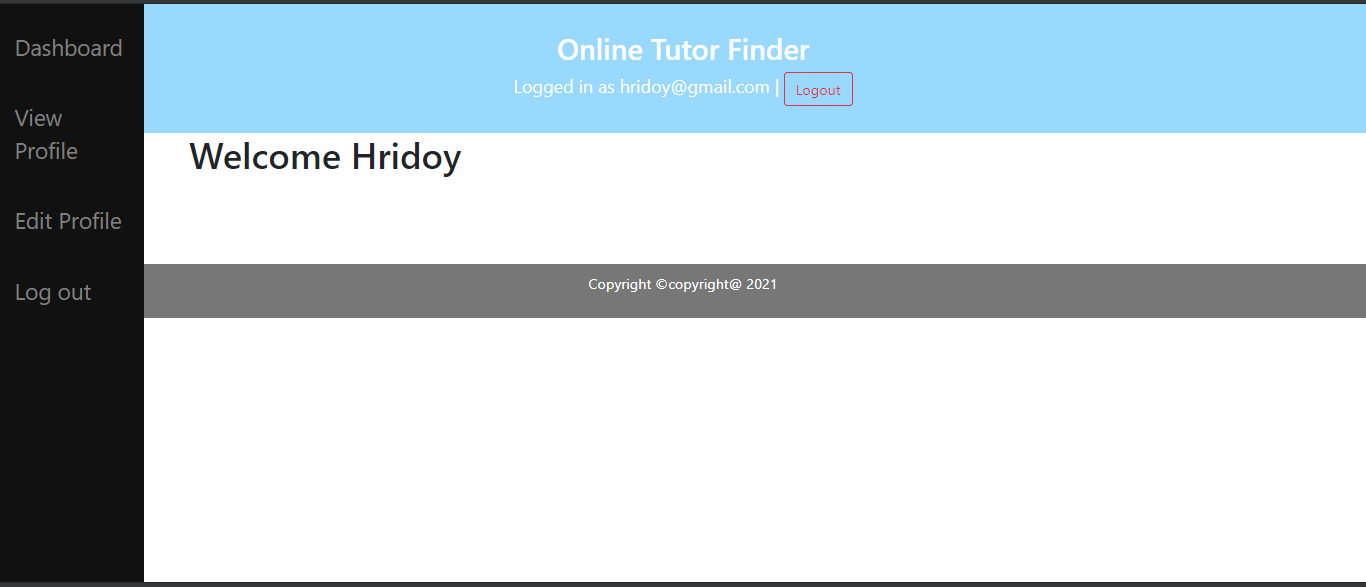 Dashboard
View
Profile
Edit Profile
Log out
Online Tutor Finder
Logged in as hridoy@gmail.com | Logout
Welcome Hridoy
Copyright ©copyright@ 2021